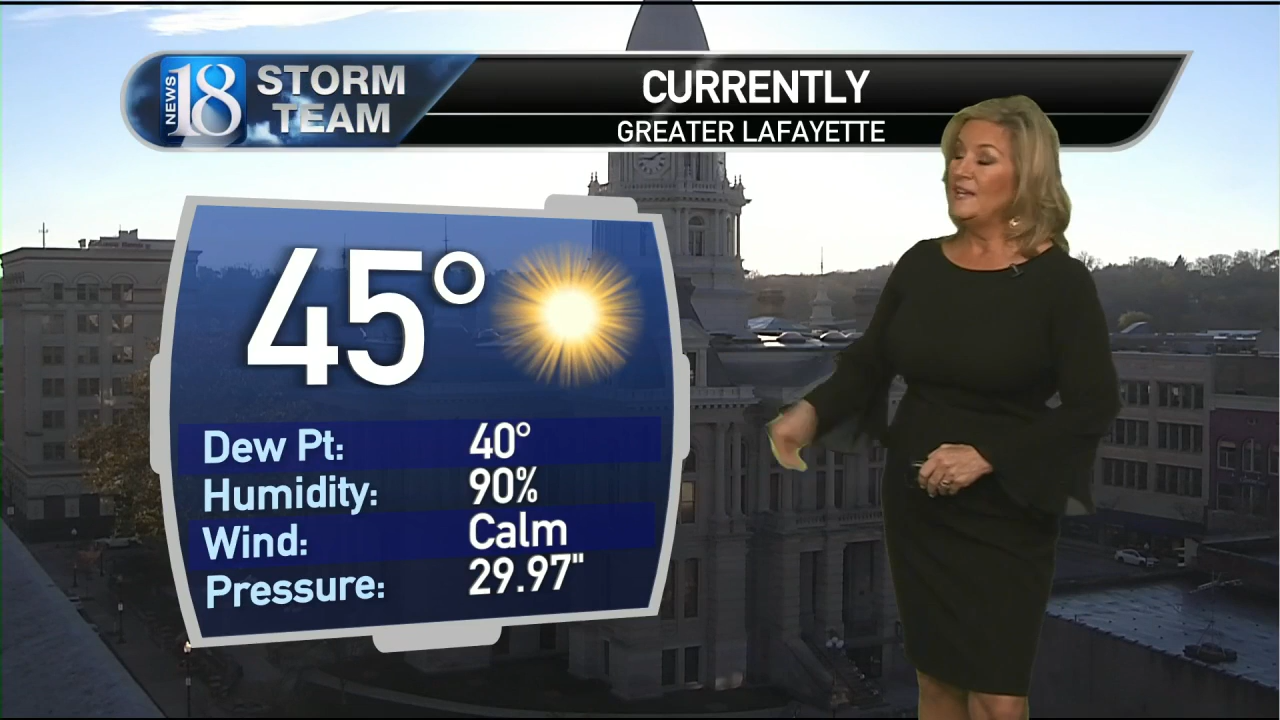 NEWS 18 STORM TEAM
CURRENTLY
GREATER LAFAYETTE
45°
Dew Pt: 40°
Humidity: 90%
Wind: Calm
Pressure: 29.97"